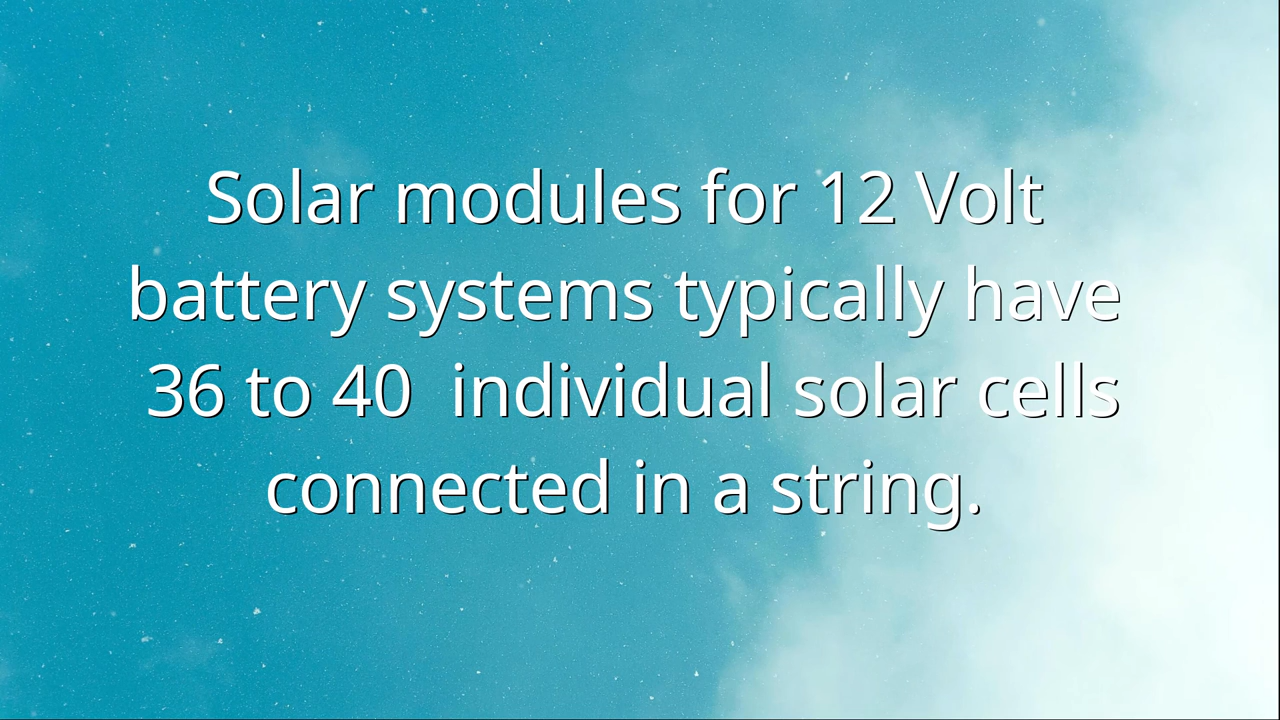 Solar modules for 12 Volt
battery systems typically have
36 to 40  individual solar cells
connected in a string.